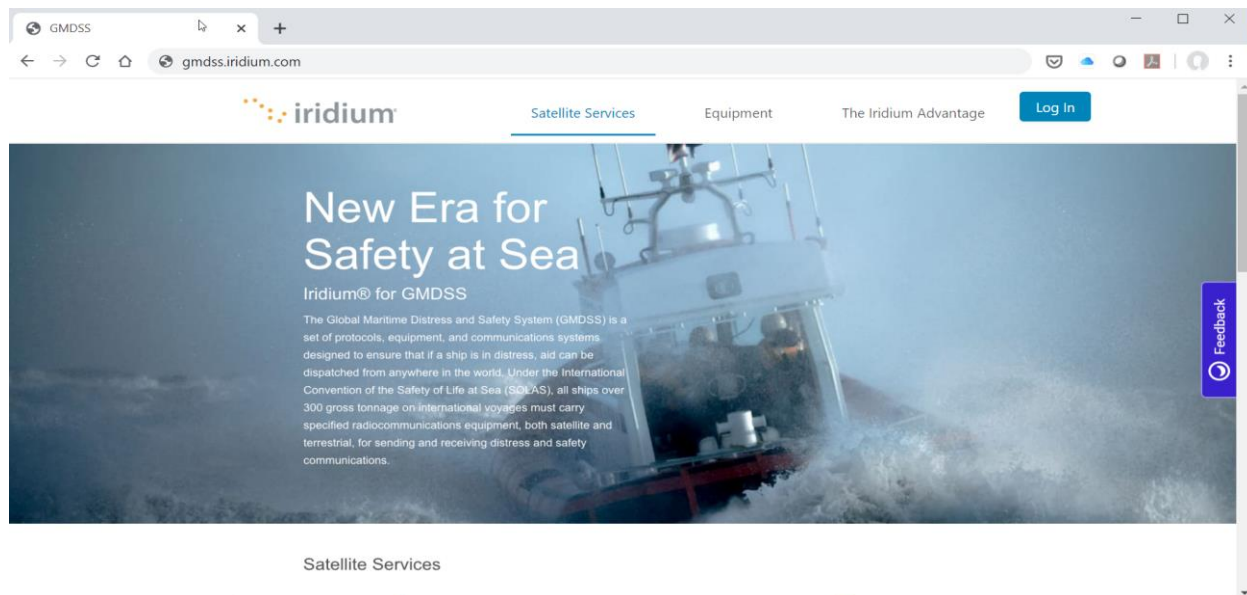 GMDSS
gmdss.iridium.com
iridium
Satellite Services
Equipment
The Iridium Advantage
Log In
New Era for
Safety at Sea
Iridium® for GMDSS
The Global Maritime Distress and Safety System (GMDSS) is a
set of protocols, equipment, and communications systems
designed to ensure that if a ship is in distress, aid can be
dispatched from anywhere in the world. Under the International
Convention of the Safety of Life at Sea (SOLAS), all ships over
300 gross tonnage on international voyages must carry
specified radiocommunications equipment, both satellite and
terrestrial, for sending and receiving distress and safety
communications.
Feedback
Satellite Services